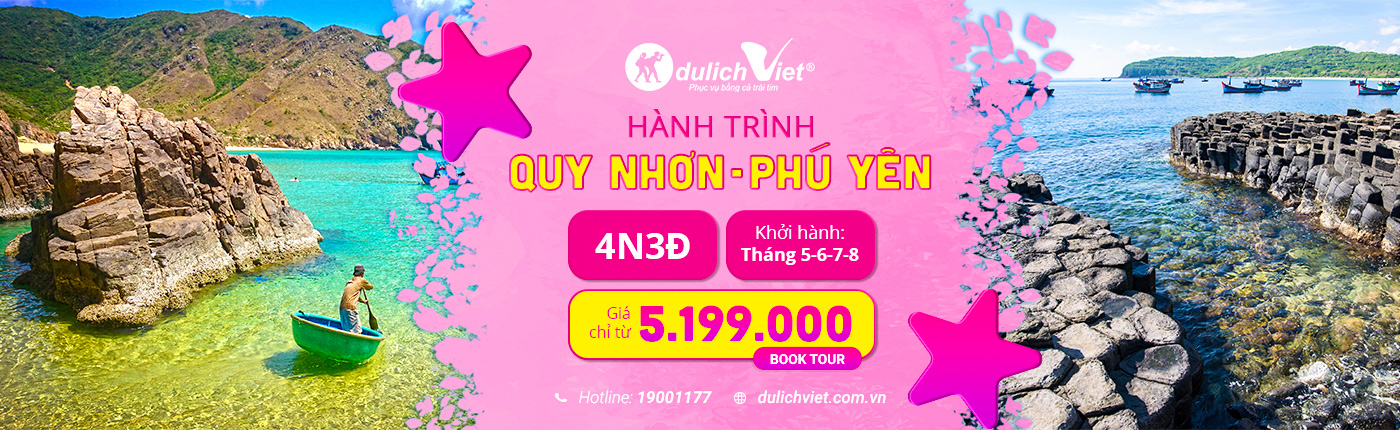 dulichViet®
Phục vụ bằng cả trái tim
HÀNH TRÌNH
QUY NHƠN - PHÚ YÊN
4N3Đ
Khởi hành:
Tháng 5-6-7-8
Giá
chỉ từ
5.199.000
BOOK TOUR
Hotline: 19001177 dulichviet.com.vn